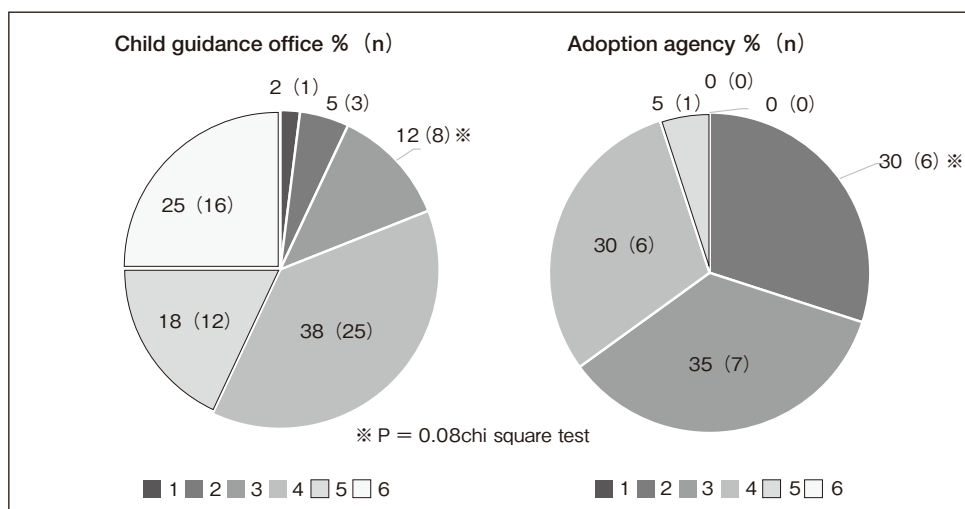 Child guidance office %（n）
2（1）
5(3)
12 (8) ※
38（25）
18（12）
25（16）
Adoption agency %（n）
0（0）
0（0）
5（1）
30 (6) ※
35（7）
30（6）
※ P = 0.08chi square test
1 2 3 4 5 6
1 2 3 4 5 6